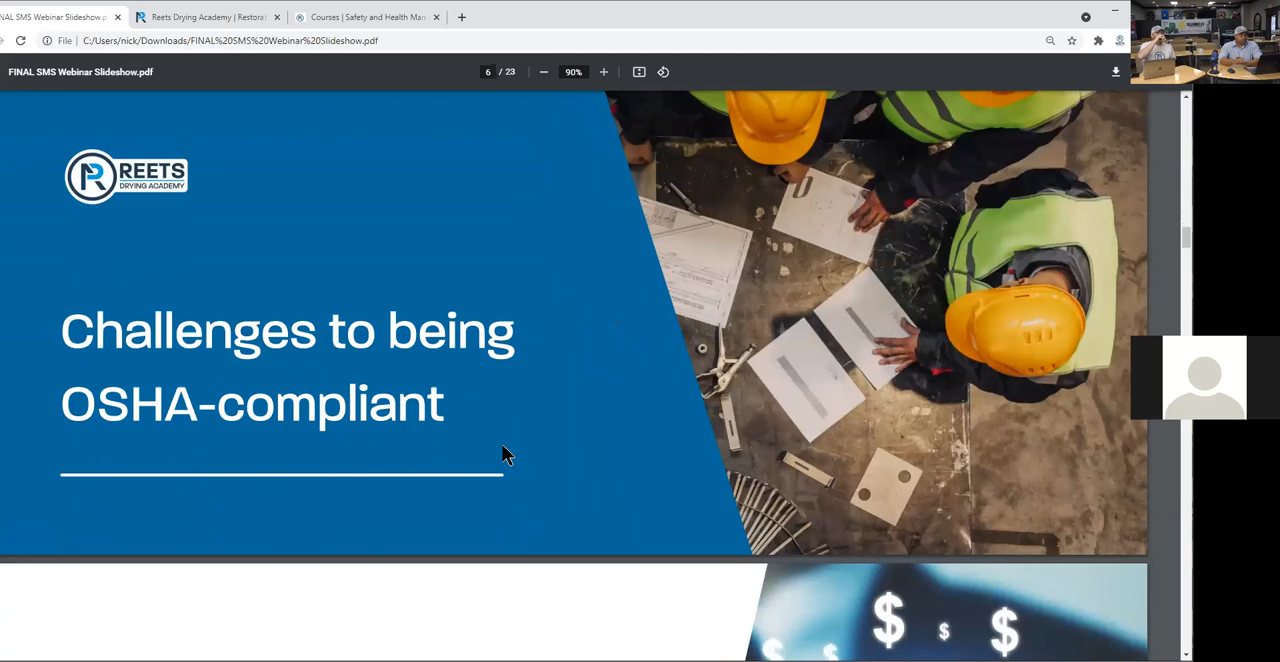 NAL SMS Webinar Slideshow.p
Reets Drying Academy | Restorat
Courses | Safety and Health Man
File
C:/Users/nick/Downloads/FINAL%20SMS%20Webinar%20Slideshow.pdf
FINAL SMS Webinar Slideshow.pdf
6 / 23
90%
REETS
DRYING ACADEMY
Challenges to being
OSHA-compliant
$ $ $